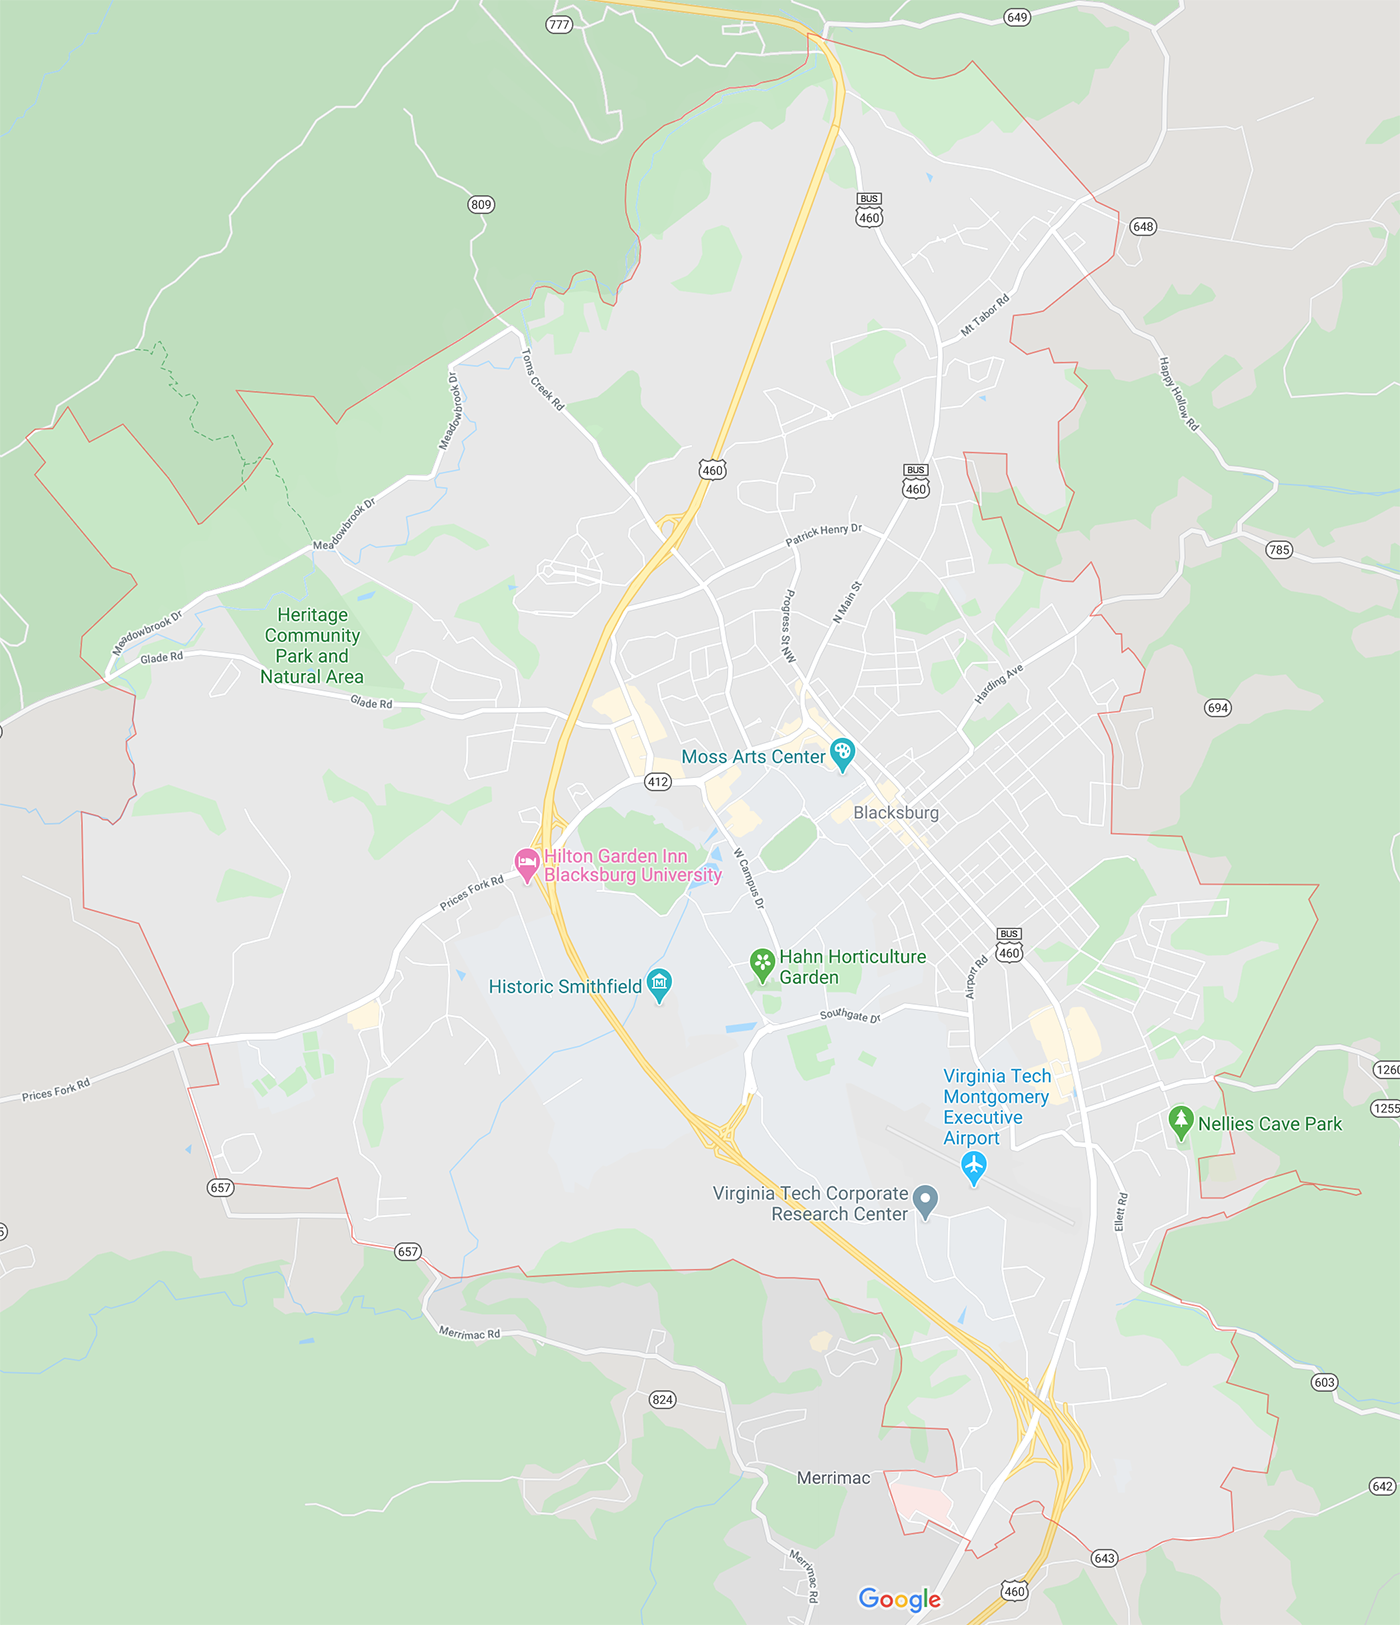 649
777
809
BUS
460
648
Mt Tabor Rd
Toms Creek Rd
Happy Hollow Rd
Meadowbrook Dr
460
BUS
460
Meadowbrook Dr
Patrick Henry Dr
785
N Main St
Progress St NW
Heritage
Community
Park and
Natural Area
Meadowbrook Dr
Glade Rd
Glade Rd
Harding Ave
694
Moss Arts Center
412
Blacksburg
Hilton Garden Inn
Blacksburg University
W Campus Dr
Prices Fork Rd
BUS
460
Hahn Horticulture
Garden
Airport Rd
Historic Smithfield
Southgate Dr
Prices Fork Rd
Virginia Tech
Montgomery
Executive
Airport
1260
1255
Nellies Cave Park
657
Virginia Tech Corporate
Research Center
Ellett Rd
657
Merrimac Rd
603
824
Merrimac
642
643
Merrimac Rd
460
Google